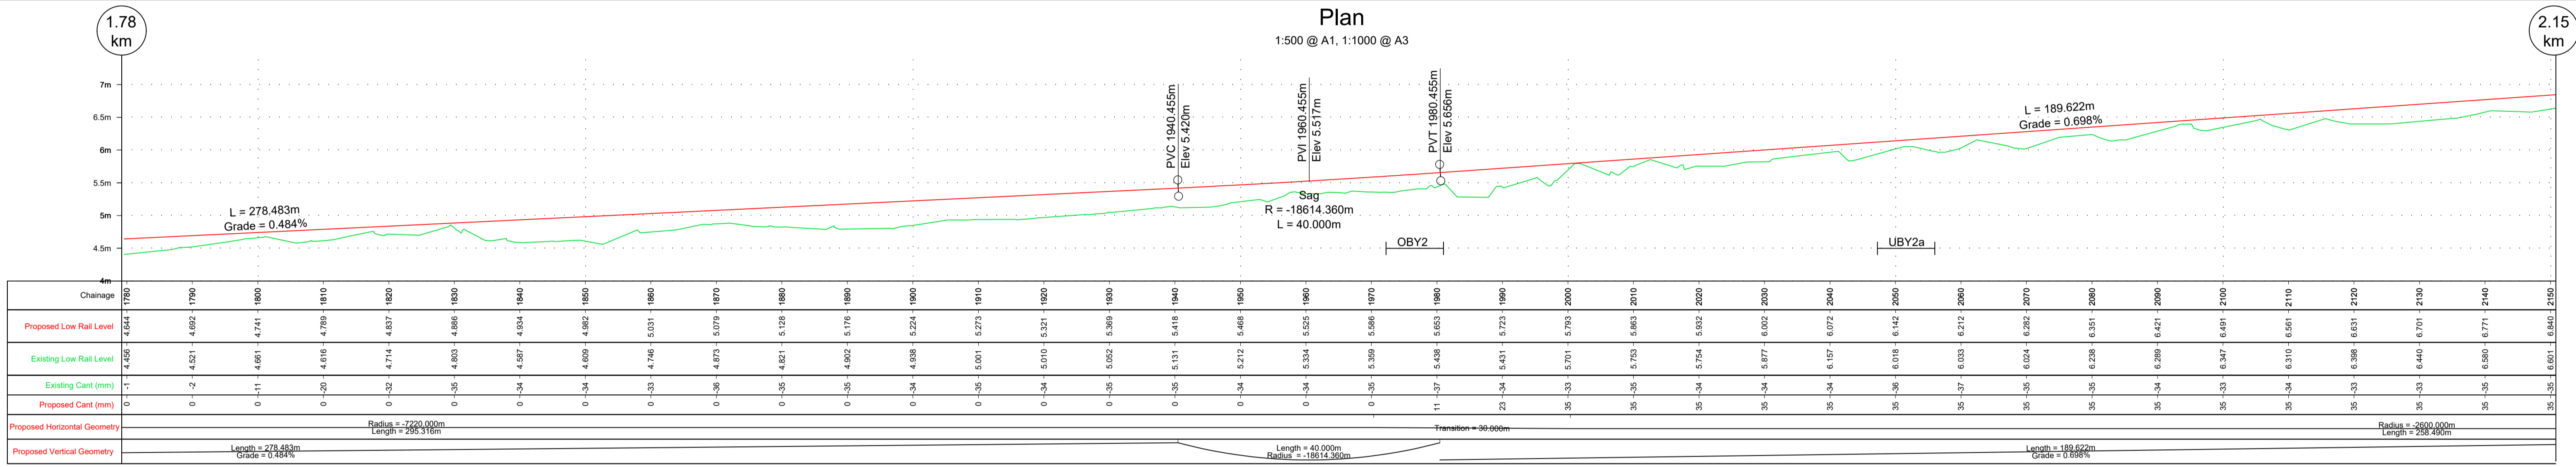 1.78
km
Plan
1:500 @ A1, 1:1000 @ A3
2.15
km
7m
6.5m
6m
5.5m
5m
4.5m
4m
L = 278.483m
Grade = 0.484%
PVC 1940.455m
Elev 5.420m
PVI 1960.455m
Elev 5.517m
PVT 1980.455m
Elev 5.656m
Sag
R = -18614.360m
L = 40.000m
L = 189.622m
Grade = 0.698%
OBY2
UBY2a
Chainage 1780 1790 1800 1810 1820 1830 1840 1850 1860 1870 1880 1890 1900 1910 1920 1930 1940 1950 1960 1970 1980 1990 2000 2010 2020 2030 2040 2050 2060 2070 2080 2090 2100 2110 2120 2130 2140 2150
Proposed Low Rail Level 4.644 4.692 4.741 4.789 4.837 4.886 4.934 4.982 5.031 5.079 5.128 5.176 5.224 5.273 5.321 5.369 5.418 5.468 5.525 5.586 5.653 5.723 5.793 5.863 5.932 6.002 6.072 6.142 6.212 6.282 6.351 6.421 6.491 6.561 6.631 6.701 6.771 6.840
Existing Low Rail Level 4.456 4.521 4.661 4.616 4.714 4.803 4.587 4.609 4.746 4.873 4.821 4.902 4.938 5.001 5.010 5.052 5.131 5.212 5.334 5.359 5.438 5.431 5.701 5.753 5.754 5.877 6.157 6.018 6.033 6.024 6.238 6.289 6.347 6.310 6.398 6.440 6.580 6.601
Existing Cant (mm) -1 -2 -11 -20 -32 -35 -34 -34 -33 -36 -35 -35 -34 -35 -34 -35 -35 -34 -34 -35 -37 -34 -33 -35 -34 -34 -34 -36 -37 -35 -35 -34 -33 -34 -33 -33 -35 -35
Proposed Cant (mm) 0 0 0 0 0 0 0 0 0 0 0 0 0 0 0 0 0 0 0 0 11 23 35 35 35 35 35 35 35 35 35 35 35 35 35 35 35 35
Proposed Horizontal Geometry
Radius = -7220.000m
Length = 295.316m
Transition = 30.000m
Radius = -2600.000m
Length = 258.490m
Proposed Vertical Geometry
Length = 278.483m
Grade = 0.484%
Length = 40.000m
Radius = -18614.360m
Length = 189.622m
Grade = 0.698%